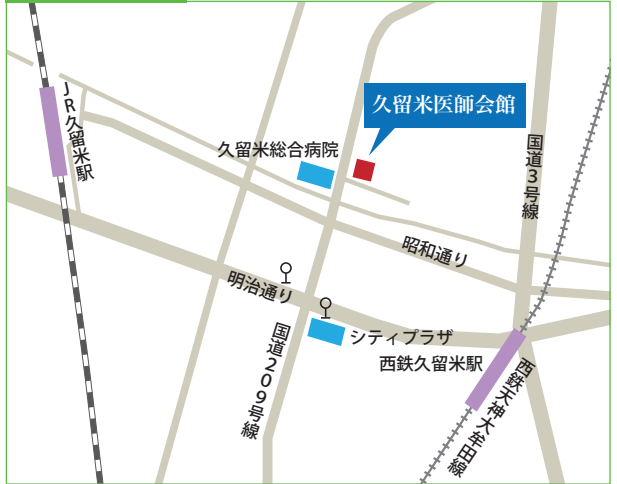 JR久留米駅
久留米医師会館
久留米総合病院
国道3号線
昭和通り
明治通り
シティプラザ
国道209号線
西鉄久留米駅
西鉄天神大牟田線